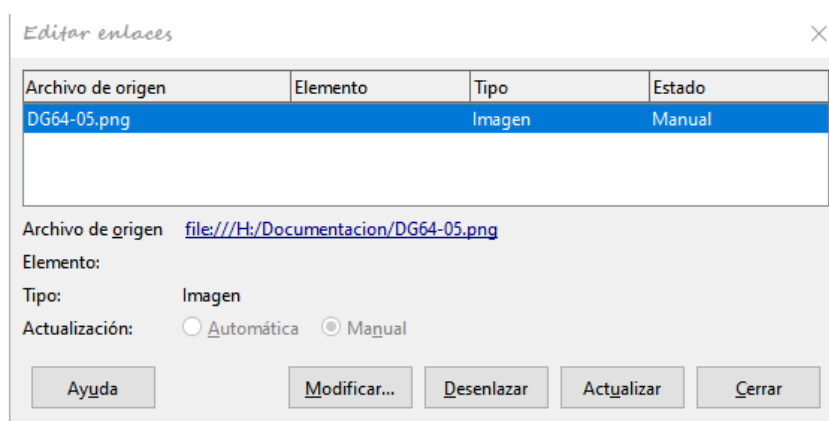 Editar enlaces
Archivo de origen Elemento Tipo Estado
DG64-05.png Imagen Manual
Archivo de origen file:///H:/Documentacion/DG64-05.png
Elemento:
Tipo: Imagen
Actualización: Automática Manual
Ayuda Modificar... Desenlazar Actualizar Cerrar